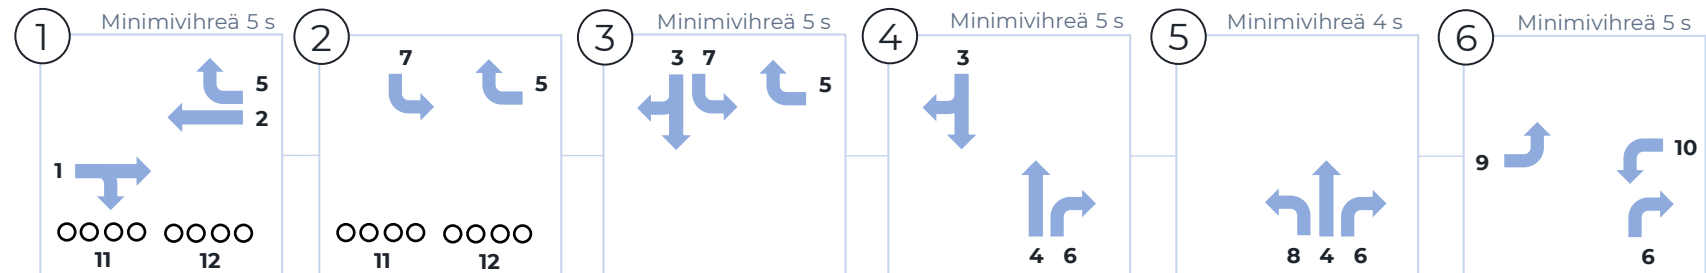 1 Minimivihreä 5 s
5
2
1
11 12
2
7
5
11 12
3 Minimivihreä 5 s
3 7
5
4 Minimivihreä 5 s
3
4 6
5 Minimivihreä 4 s
8 4 6
6 Minimivihreä 5 s
9 10
6